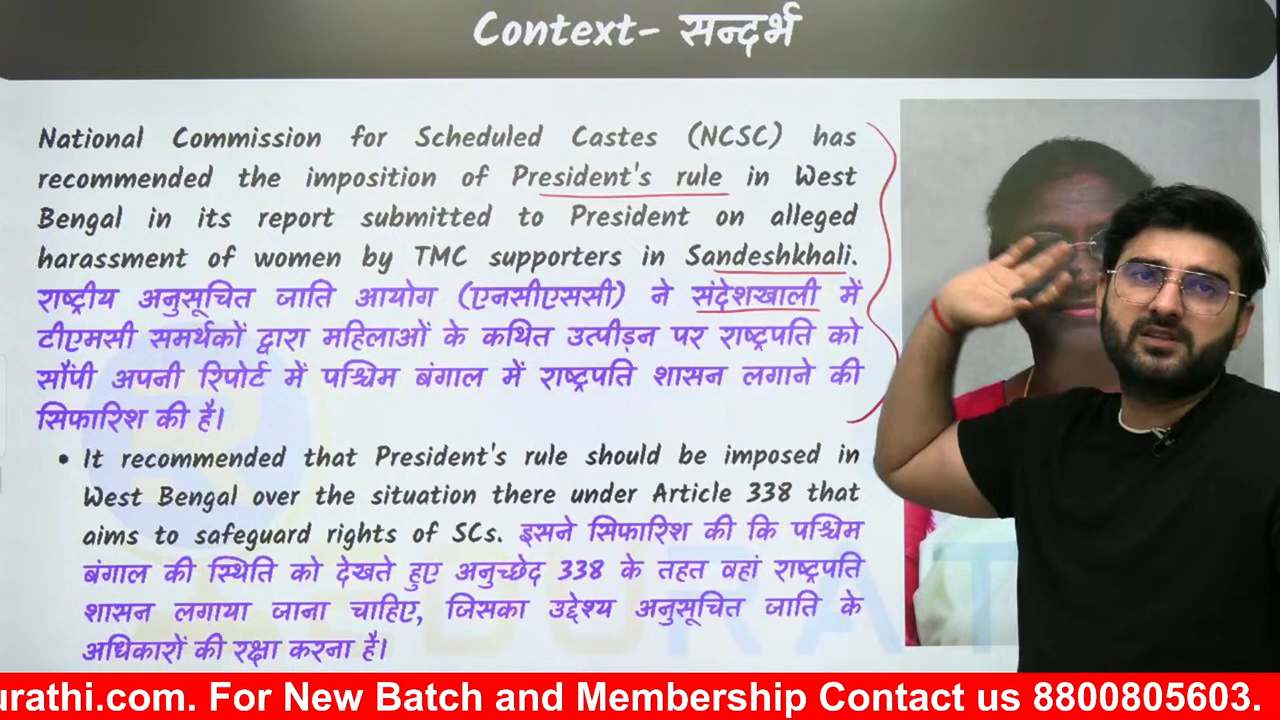 Context- सन्दर्भ
National Commission for Scheduled Castes (NCSC) has
recommended the imposition of President's rule in West
Bengal in its report submitted to President on alleged
harassment of women by TMC supporters in Sandeshkhali.
राष्ट्रीय अनुसूचित जाति आयोग (एनसीएससी) ने संदेशखाली में
टीएमसी समर्थकों द्वारा महिलाओं के कथित उत्पीड़न पर राष्ट्रपति को
सौंपी अपनी रिपोर्ट में पश्चिम बंगाल में राष्ट्रपति शासन लगाने की
सिफारिश की है।
• It recommended that President's rule should be imposed in
West Bengal over the situation there under Article 338 that
aims to safeguard rights of SCs. इसने सिफारिश की कि पश्चिम
बंगाल की स्थिति को देखते हुए अनुच्छेद 338 के तहत वहां राष्ट्रपति
शासन लगाया जाना चाहिए, जिसका उद्देश्य अनुसूचित जाति के
अधिकारों की रक्षा करना है।
urathi.com. For New Batch and Membership Contact us 8800805603.